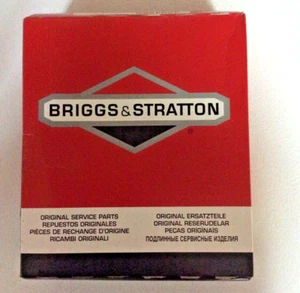 BRIGGS & STRATTON
®
ORIGINAL SERVICE PARTS
REPUESTOS ORIGINALES
PIÈCES DE RECHANGE D'ORIGINE
RICAMBI ORIGINALI
ORIGINAL ERSATZTEILE
ORIGINAL RESERVDELAR
PECAS ORIGINAIS
ПОДЛИННЫЕ СЕРВИСНЫЕ ИЗДЕЛИЯ